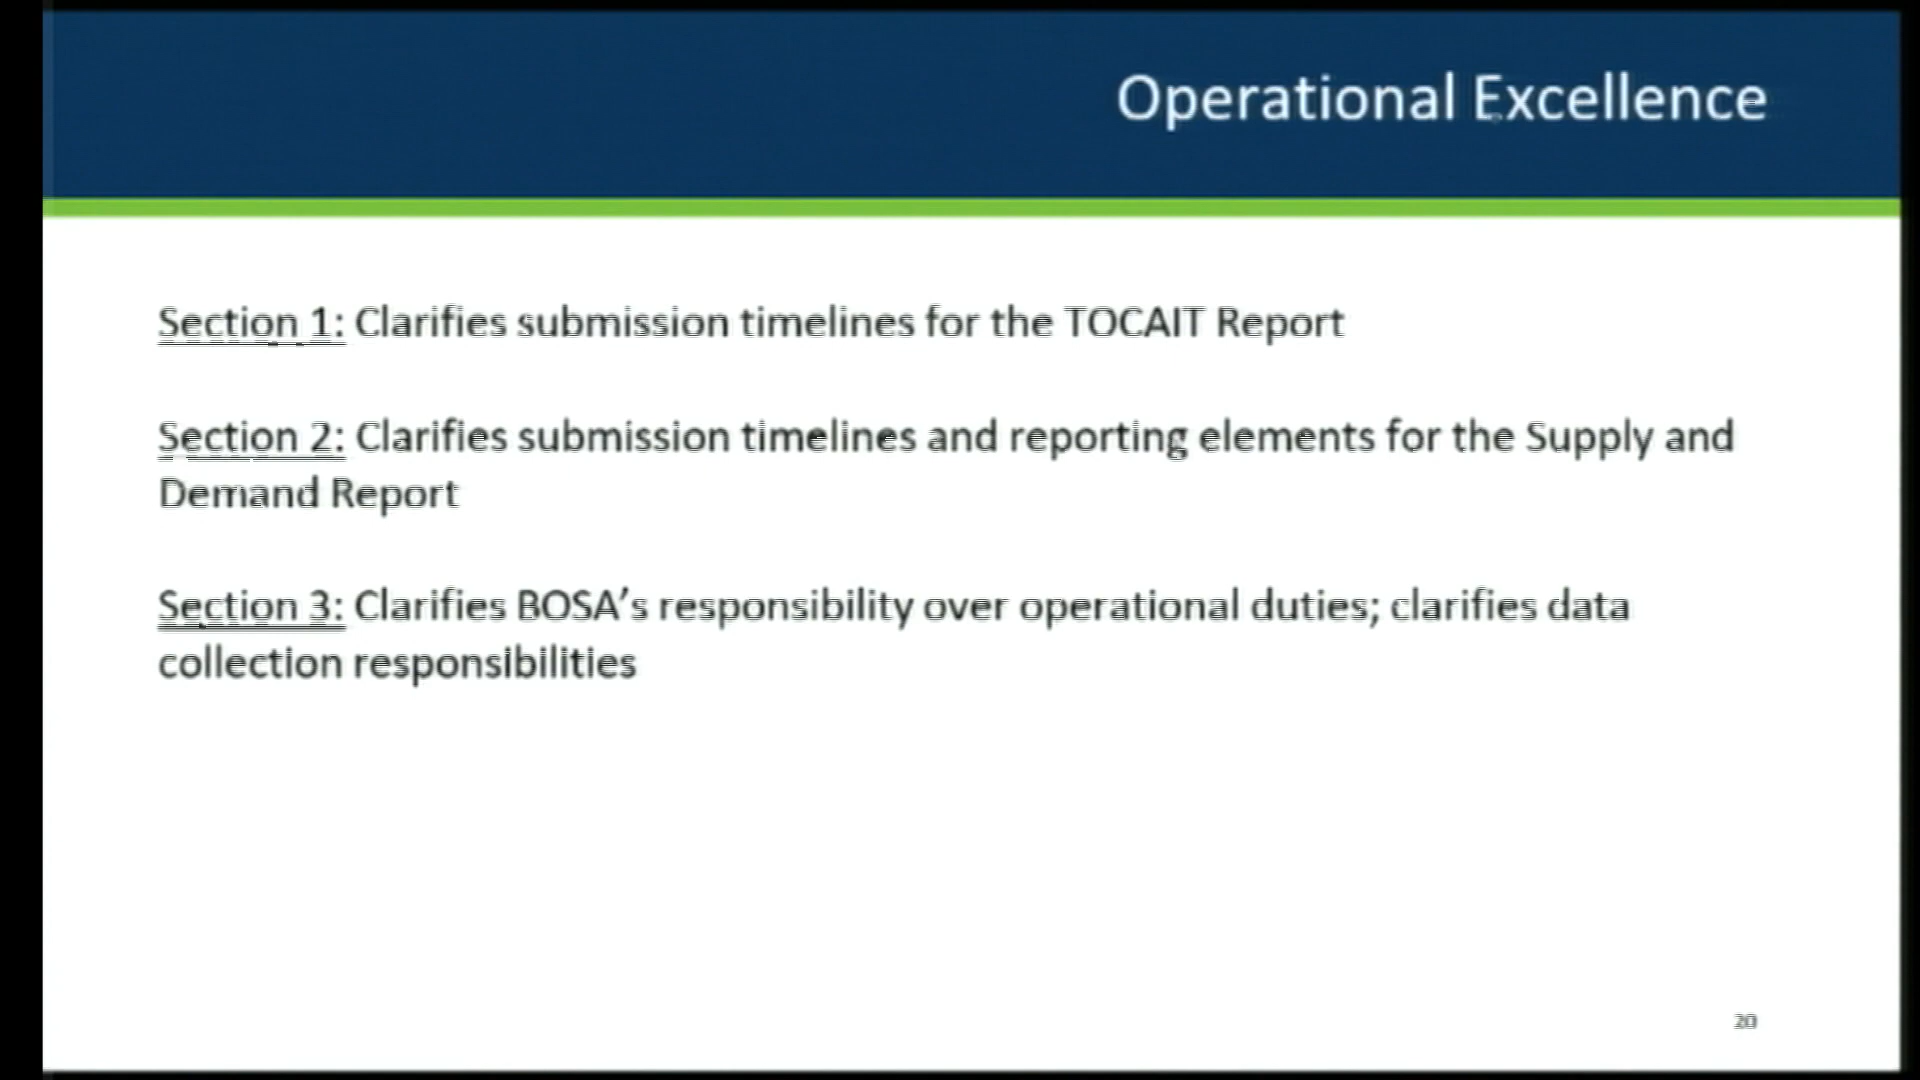 Operational Excellence
Section 1: Clarifies submission timelines for the TOCAIT Report
Section 2: Clarifies submission timelines and reporting elements for the Supply and
Demand Report
Section 3: Clarifies BOSA’s responsibility over operational duties; clarifies data
collection responsibilities
20